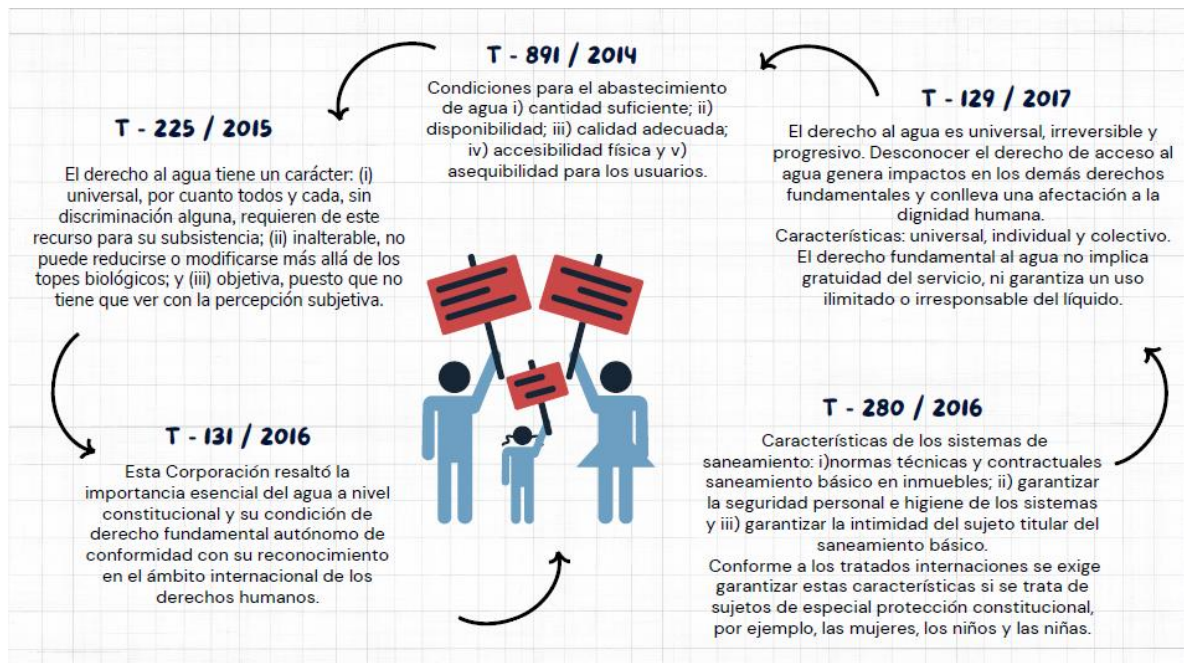 T - 891 / 2014
Condiciones para el abastecimiento
de agua i) cantidad suficiente; ii)
disponibilidad; iii) calidad adecuada;
iv) accesibilidad física y v)
asequibilidad para los usuarios.
T - 225 / 2015
El derecho al agua tiene un carácter: (i)
universal, por cuanto todos y cada, sin
discriminación alguna, requieren de este
recurso para su subsistencia; (ii) inalterable, no
puede reducirse o modificarse más allá de los
topes biológicos; y (iii) objetiva, puesto que no
tiene que ver con la percepción subjetiva.
T - 131 / 2016
Esta Corporación resaltó la
importancia esencial del agua a nivel
constitucional y su condición de
derecho fundamental autónomo de
conformidad con su reconocimiento
en el ámbito internacional de los
derechos humanos.
T - 280 / 2016
Características de los sistemas de
saneamiento: i)normas técnicas y contractuales
saneamiento básico en inmuebles; ii) garantizar
la seguridad personal e higiene de los sistemas
y iii) garantizar la intimidad del sujeto titular del
saneamiento básico.
Conforme a los tratados internaciones se exige
garantizar estas características si se trata de
sujetos de especial protección constitucional,
por ejemplo, las mujeres, los niños y las niñas.
T - 129 / 2017
El derecho al agua es universal, irreversible y
progresivo. Desconocer el derecho de acceso al
agua genera impactos en los demás derechos
fundamentales y conlleva una afectación a la
dignidad humana.
Características: universal, individual y colectivo.
El derecho fundamental al agua no implica
gratuidad del servicio, ni garantiza un uso
ilimitado o irresponsable del líquido.